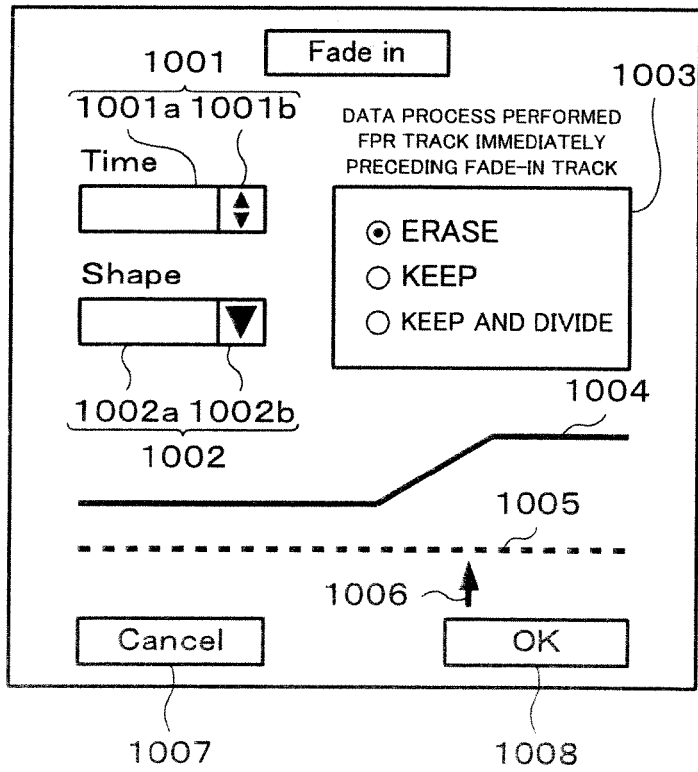 Fade in
1001
1001a 1001b
Time
Shape
1002a 1002b
1002
1003
DATA PROCESS PERFORMED
FPR TRACK IMMEDIATELY
PRECEDING FADE-IN TRACK
ERASE
KEEP
KEEP AND DIVIDE
1004
1005
1006
Cancel
OK
1007
1008